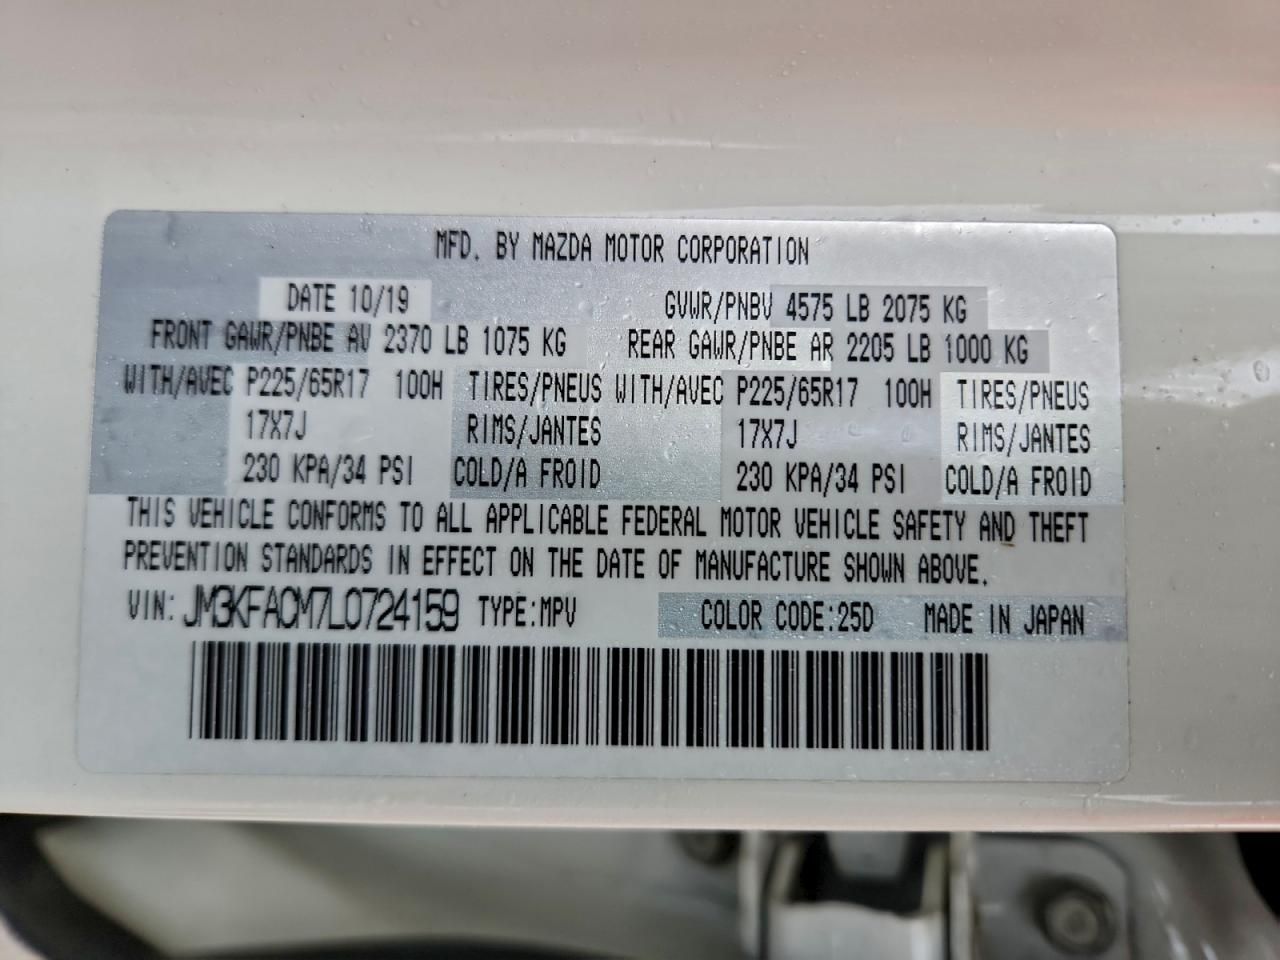 MFD. BY MAZDA MOTOR CORPORATION
DATE 10/19 GVWR/PNBV 4575 LB 2075 KG
FRONT GAWR/PNBE AV 2370 LB 1075 KG REAR GAWR/PNBE AR 2205 LB 1000 KG
WITH/AVEC P225/65R17 100H TIRES/PNEUS WITH/AVEC P225/65R17 100H TIRES/PNEUS
17X7J RIMS/JANTES 17X7J RIMS/JANTES
230 KPA/34 PSI COLD/A FROID 230 KPA/34 PSI COLD/A FROID
THIS VEHICLE CONFORMS TO ALL APPLICABLE FEDERAL MOTOR VEHICLE SAFETY AND THEFT
PREVENTION STANDARDS IN EFFECT ON THE DATE OF MANUFACTURE SHOWN ABOVE.
VIN: JM3KFACM7L0724159 TYPE:MPV COLOR CODE:25D MADE IN JAPAN